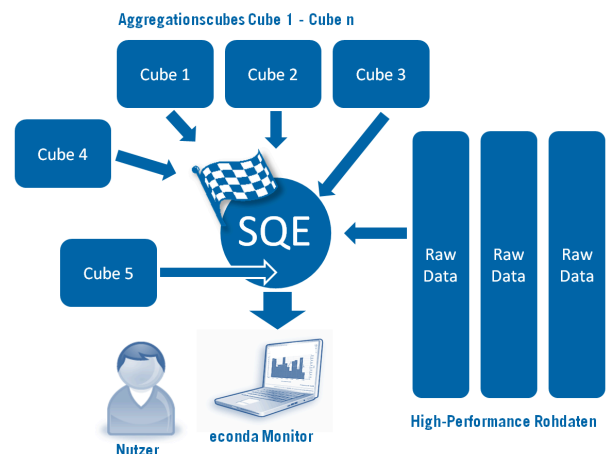 Aggregationscubes Cube 1 - Cube n
Cube 1
Cube 2
Cube 3
Cube 4
SQE
Cube 5
Raw
Data
Raw
Data
Raw
Data
High-Performance Rohdaten
econda Monitor
Nutzer